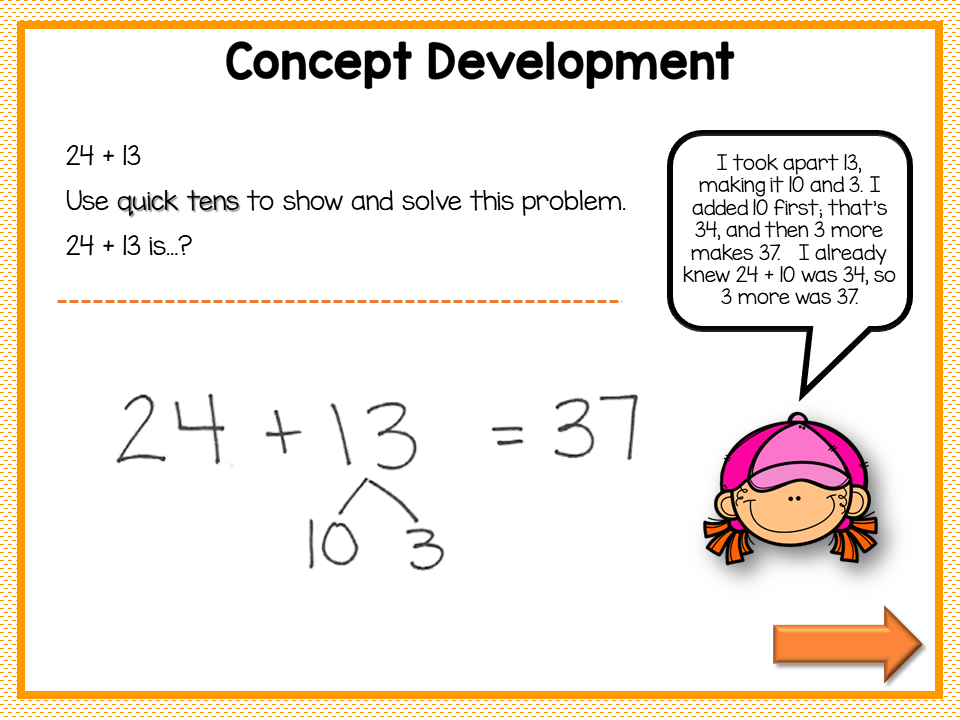 Concept Development
24 + 13
Use quick tens to show and solve this problem.
24 + 13 is...?
I took apart 13,
making it 10 and 3. I
added 10 first; that's
34, and then 3 more
makes 37. I already
knew 24 + 10 was 34, so
3 more was 37.
24 + 13 = 37
10 3